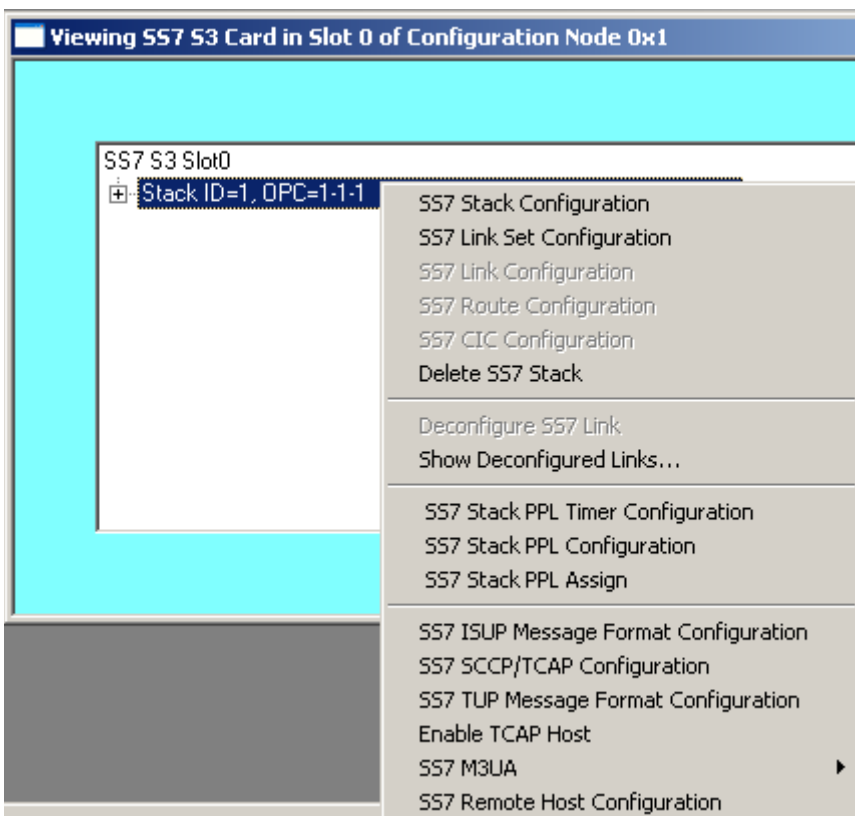 Viewing SS7 S3 Card in Slot 0 of Configuration Node 0x1
SS7 S3 Slot0
Stack ID=1, OPC=1-1-1
SS7 Stack Configuration
SS7 Link Set Configuration
SS7 Link Configuration
SS7 Route Configuration
SS7 CIC Configuration
Delete SS7 Stack
Deconfigure SS7 Link
Show Deconfigured Links...
SS7 Stack PPL Timer Configuration
SS7 Stack PPL Configuration
SS7 Stack PPL Assign
SS7 ISUP Message Format Configuration
SS7 SCCP/TCAP Configuration
SS7 TUP Message Format Configuration
Enable TCAP Host
SS7 M3UA
SS7 Remote Host Configuration